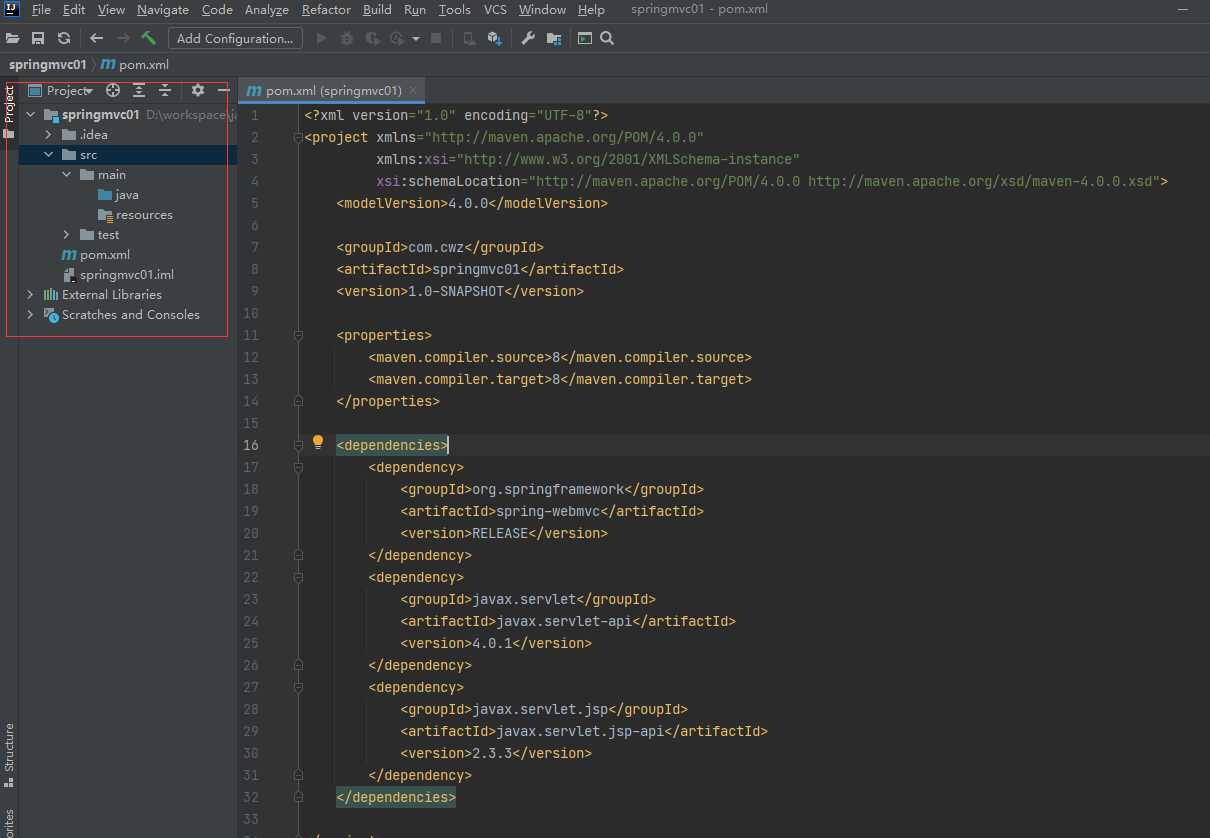 File Edit View Navigate Code Analyze Refactor Build Run Tools VCS Window Help springmvc01 - pom.xml
Add Configuration...
springmvc01 pom.xml
Project
Project
springmvc01 D:\workspace\
.idea
src
main
java
resources
test
pom.xml
springmvc01.iml
External Libraries
Scratches and Consoles
Structure
pom.xml (springmvc01)
1 <?xml version="1.0" encoding="UTF-8"?>
2 <project xmlns="http://maven.apache.org/POM/4.0.0"
3 xmlns:xsi="http://www.w3.org/2001/XMLSchema-instance"
4 xsi:schemaLocation="http://maven.apache.org/POM/4.0.0 http://maven.apache.org/xsd/maven-4.0.0.xsd">
5 <modelVersion>4.0.0</modelVersion>
6
7 <groupId>com.cwz</groupId>
8 <artifactId>springmvc01</artifactId>
9 <version>1.0-SNAPSHOT</version>
10
11 <properties>
12 <maven.compiler.source>8</maven.compiler.source>
13 <maven.compiler.target>8</maven.compiler.target>
14 </properties>
15
16 <dependencies>
17 <dependency>
18 <groupId>org.springframework</groupId>
19 <artifactId>spring-webmvc</artifactId>
20 <version>RELEASE</version>
21 </dependency>
22 <dependency>
23 <groupId>javax.servlet</groupId>
24 <artifactId>javax.servlet-api</artifactId>
25 <version>4.0.1</version>
26 </dependency>
27 <dependency>
28 <groupId>javax.servlet.jsp</groupId>
29 <artifactId>javax.servlet.jsp-api</artifactId>
30 <version>2.3.3</version>
31 </dependency>
32 </dependencies>
33